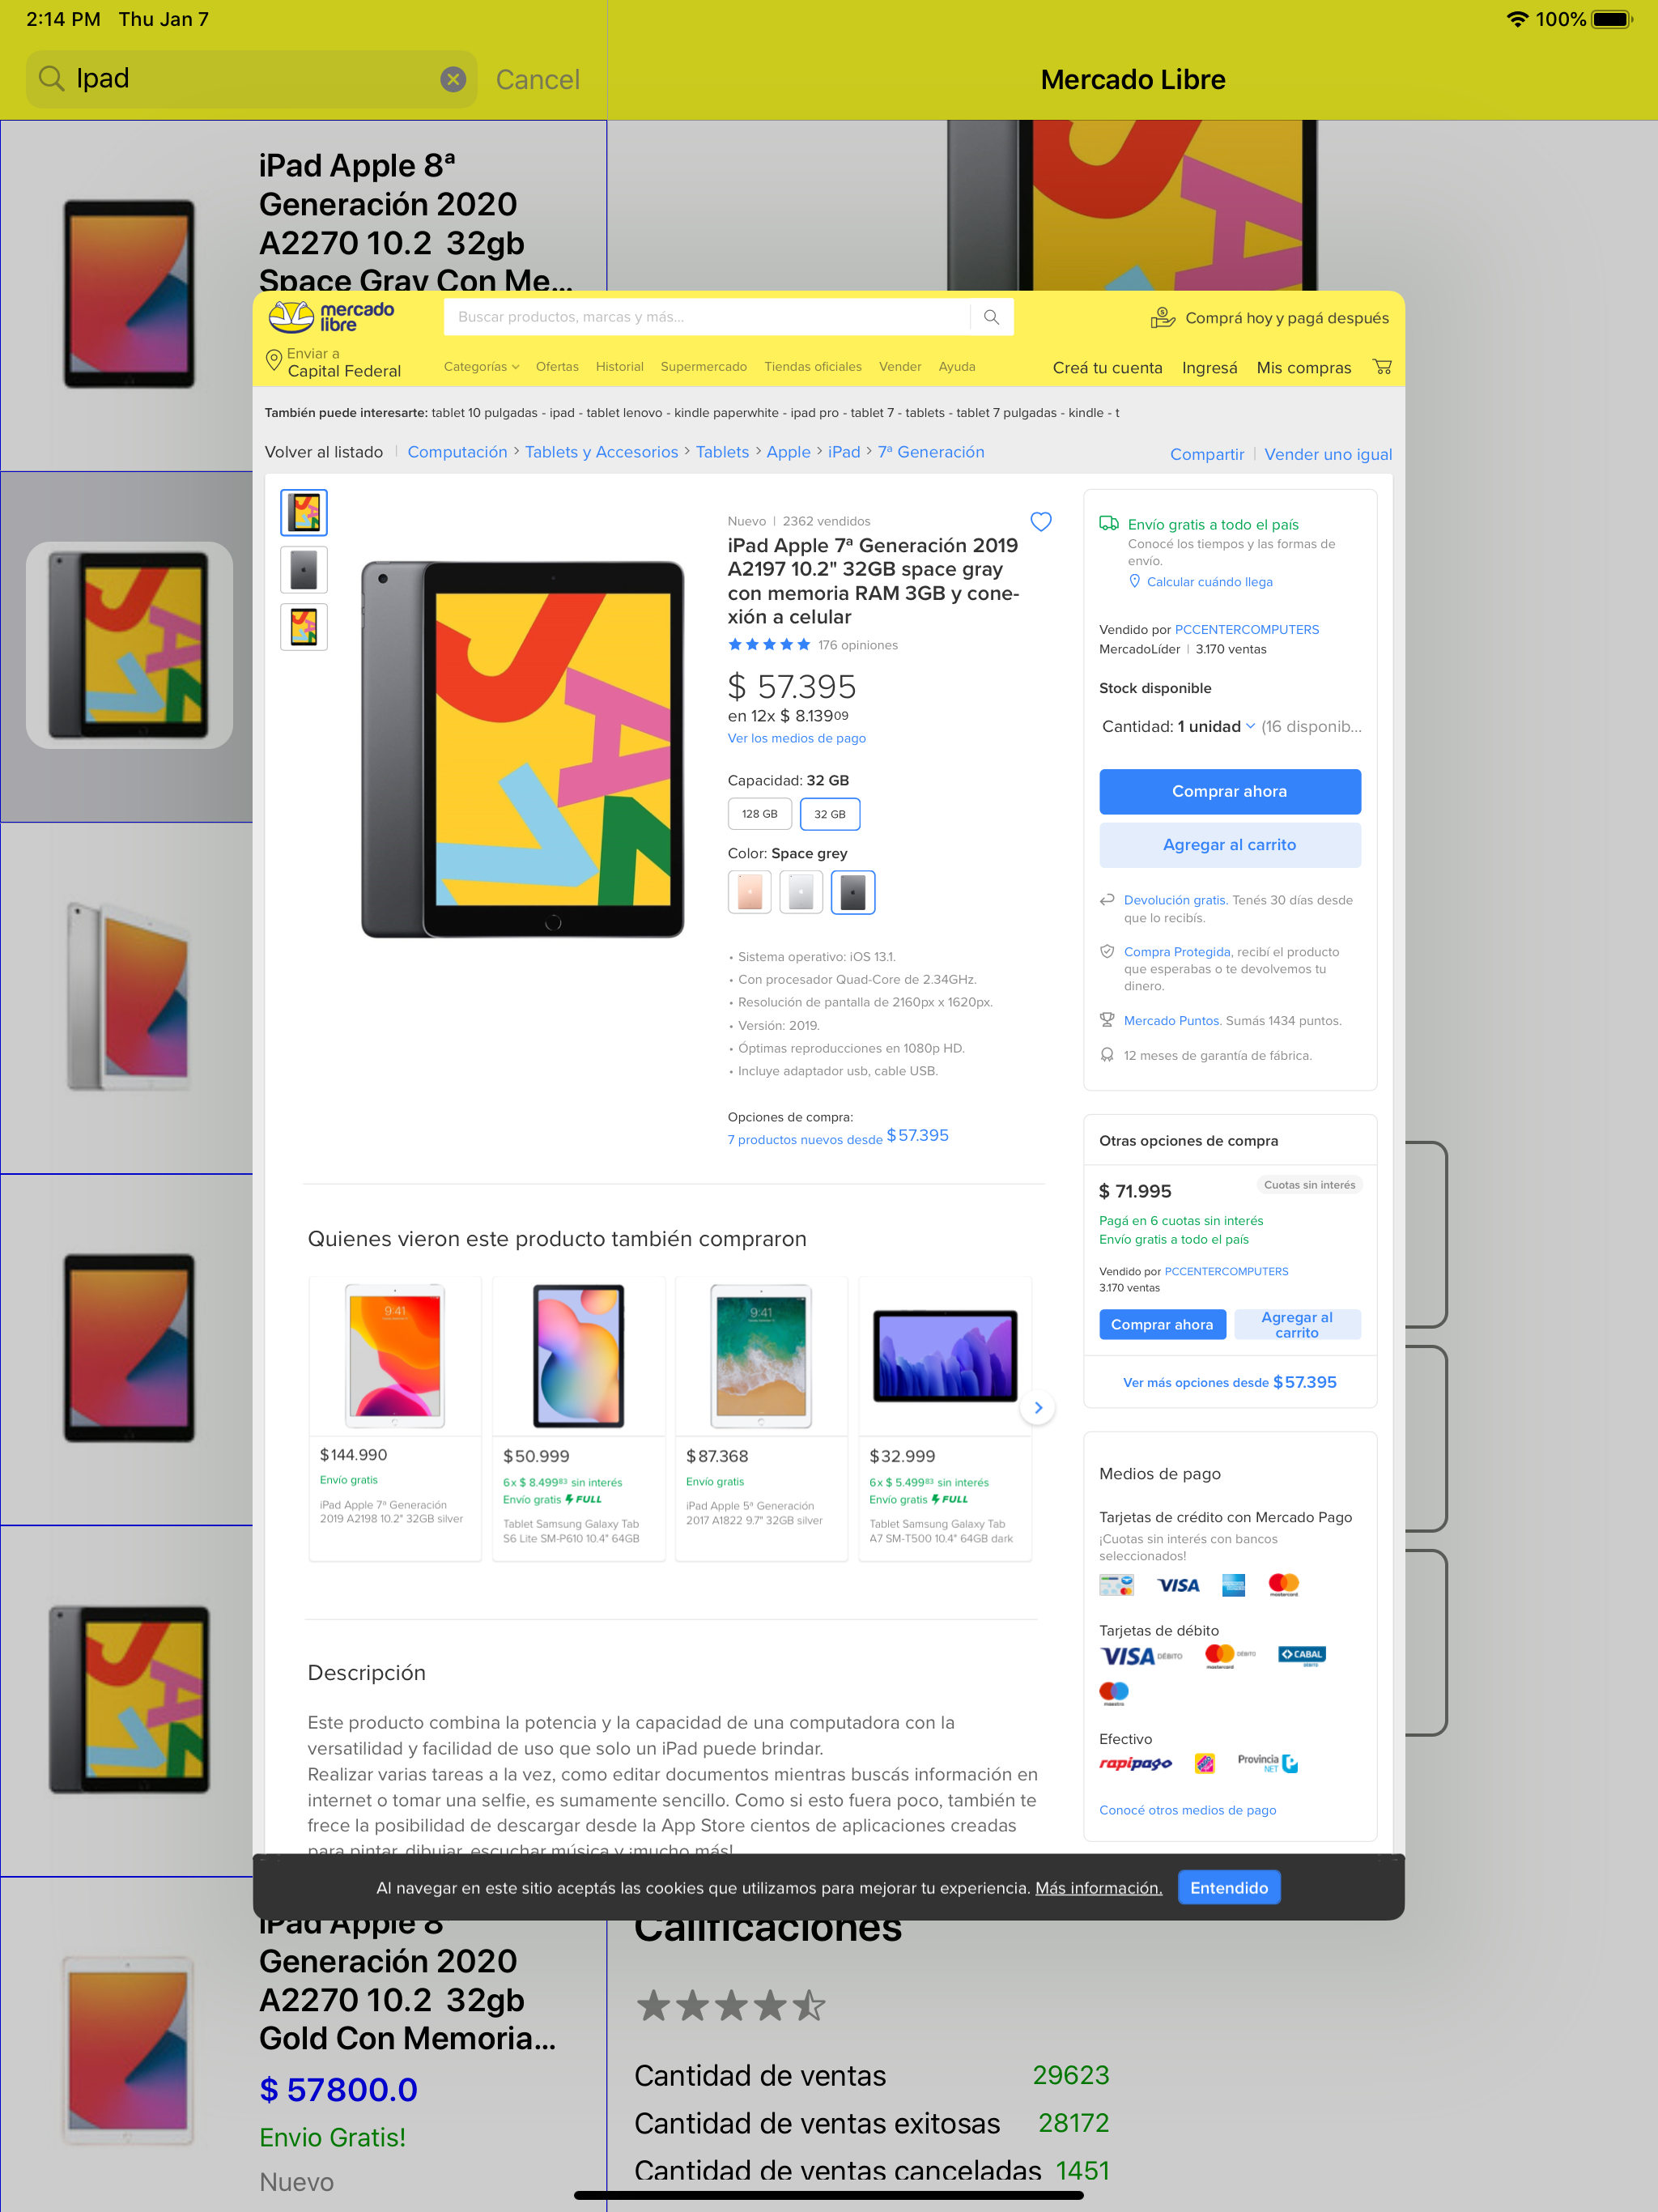 2:14 PM Thu Jan 7
100%
Ipad
Cancel
Mercado Libre
iPad Apple 8ª
Generación 2020
A2270 10.2 32gb
Space Gray Con Me...
mercado
libre
Buscar productos, marcas y más...
Comprá hoy y pagá después
Enviar a
Capital Federal
Categorías Ofertas Historial Supermercado Tiendas oficiales Vender Ayuda
Creá tu cuenta Ingresá Mis compras
También puede interesarte: tablet 10 pulgadas - ipad - tablet lenovo - kindle paperwhite - ipad pro - tablet 7 - tablets - tablet 7 pulgadas - kindle - t
Volver al listado | Computación > Tablets y Accesorios > Tablets > Apple > iPad > 7ª Generación
Compartir | Vender uno igual
Nuevo | 2362 vendidos
iPad Apple 7ª Generación 2019
A2197 10.2" 32GB space gray
con memoria RAM 3GB y cone-
xión a celular
176 opiniones
$ 57.395
en 12x $ 8.139 09
Ver los medios de pago
Capacidad: 32 GB
128 GB 32 GB
Color: Space grey
• Sistema operativo: iOS 13.1.
• Con procesador Quad-Core de 2.34GHz.
• Resolución de pantalla de 2160px x 1620px.
• Versión: 2019.
• Óptimas reproducciones en 1080p HD.
• Incluye adaptador usb, cable USB.
Opciones de compra:
7 productos nuevos desde $ 57.395
Envío gratis a todo el país
Conocé los tiempos y las formas de
envío.
Calcular cuándo llega
Vendido por PCCENTERCOMPUTERS
MercadoLíder | 3.170 ventas
Stock disponible
Cantidad: 1 unidad (16 disponib...
Comprar ahora
Agregar al carrito
Devolución gratis. Tenés 30 días desde
que lo recibís.
Compra Protegida, recibí el producto
que esperabas o te devolvemos tu
dinero.
Mercado Puntos. Sumás 1434 puntos.
12 meses de garantía de fábrica.
Otras opciones de compra
$ 71.995
Cuotas sin interés
Pagá en 6 cuotas sin interés
Envío gratis a todo el país
Vendido por PCCENTERCOMPUTERS
3.170 ventas
Comprar ahora
Agregar al
carrito
Ver más opciones desde $ 57.395
Quienes vieron este producto también compraron
9:41
9:41
$ 144.990
Envío gratis
iPad Apple 7ª Generación
2019 A2198 10.2" 32GB silver
$ 50.999
6x $ 8.499 83 sin interés
Envío gratis FULL
Tablet Samsung Galaxy Tab
S6 Lite SM-P610 10.4" 64GB
$ 87.368
Envío gratis
iPad Apple 5ª Generación
2017 A1822 9.7" 32GB silver
$ 32.999
6x $ 5.499 83 sin interés
Envío gratis FULL
Tablet Samsung Galaxy Tab
A7 SM-T500 10.4" 64GB dark
Medios de pago
Tarjetas de crédito con Mercado Pago
¡Cuotas sin interés con bancos
seleccionados!
VISA
mastercard
Tarjetas de débito
VISA DÉBITO
mastercard DÉBITO
CABAL
DÉBITO
maestro
Efectivo
rapipago
Provincia
NET
Conocé otros medios de pago
Descripción
Este producto combina la potencia y la capacidad de una computadora con la
versatilidad y facilidad de uso que solo un iPad puede brindar.
Realizar varias tareas a la vez, como editar documentos mientras buscás información en
internet o tomar una selfie, es sumamente sencillo. Como si esto fuera poco, también te
frece la posibilidad de descargar desde la App Store cientos de aplicaciones creadas
para pintar, dibujar, escuchar música y ¡mucho más!
Al navegar en este sitio aceptás las cookies que utilizamos para mejorar tu experiencia. Más información.
Entendido
iPad Apple 8ª
Generación 2020
A2270 10.2 32gb
Gold Con Memoria...
$ 57800.0
Envio Gratis!
Nuevo
Calificaciones
Cantidad de ventas 29623
Cantidad de ventas exitosas 28172
Cantidad de ventas canceladas 1451